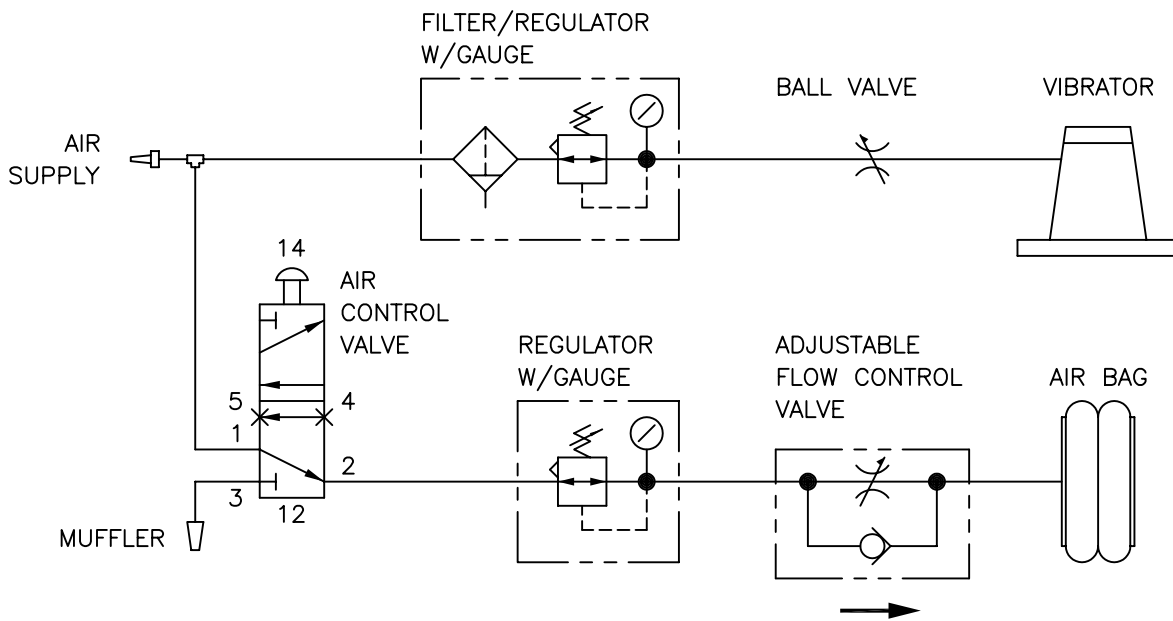 FILTER/REGULATOR
W/GAUGE
BALL VALVE
VIBRATOR
AIR
SUPPLY
14
AIR
CONTROL
VALVE
REGULATOR
W/GAUGE
ADJUSTABLE
FLOW CONTROL
VALVE
AIR BAG
5
4
1
2
3
12
MUFFLER